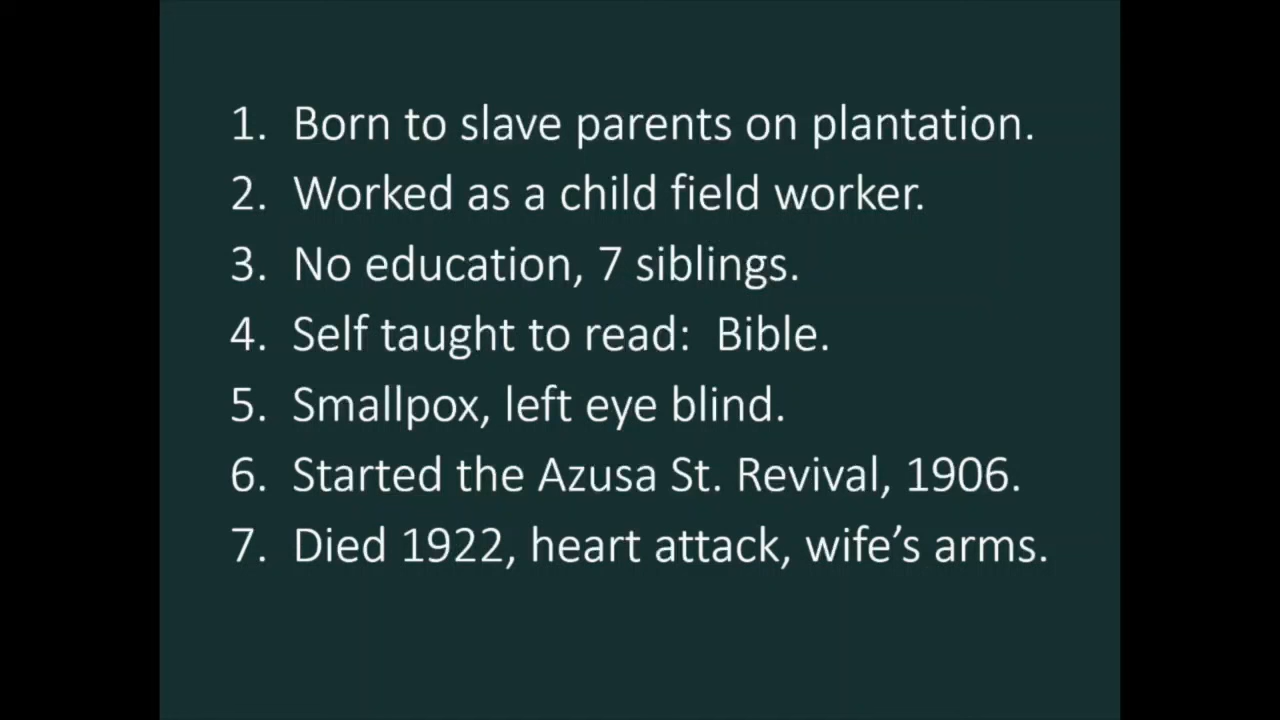 1. Born to slave parents on plantation.
2. Worked as a child field worker.
3. No education, 7 siblings.
4. Self taught to read:  Bible.
5. Smallpox, left eye blind.
6. Started the Azusa St. Revival, 1906.
7. Died 1922, heart attack, wife’s arms.